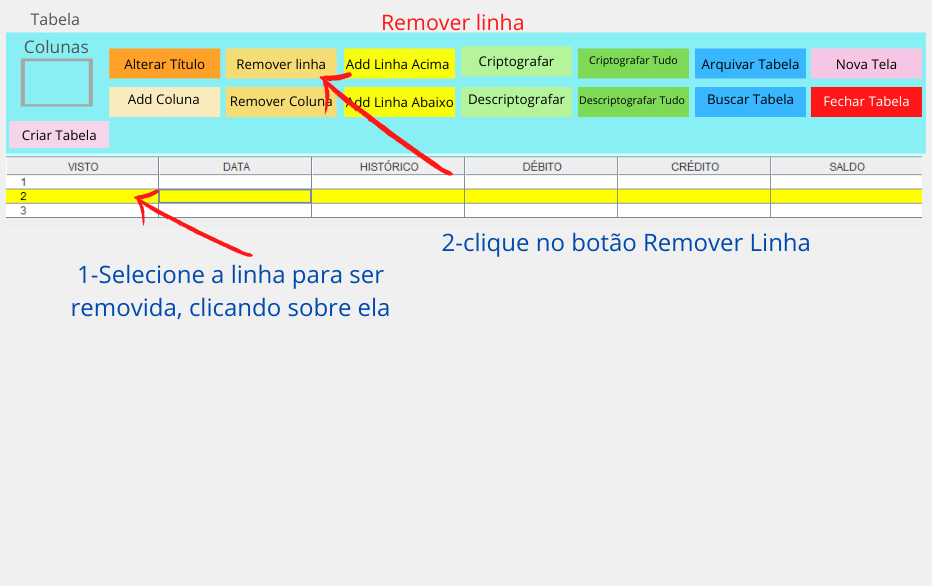 Tabela
Remover linha
Colunas
Alterar Título
Remover linha
Add Linha Acima
Criptografar
Criptografar Tudo
Arquivar Tabela
Nova Tela
Add Coluna
Remover Coluna
Add Linha Abaixo
Descriptografar
Descriptografar Tudo
Buscar Tabela
Fechar Tabela
Criar Tabela
VISTO DATA HISTÓRICO DÉBITO CRÉDITO SALDO
1
2
3
2-clique no botão Remover Linha
1-Selecione a linha para ser
removida, clicando sobre ela